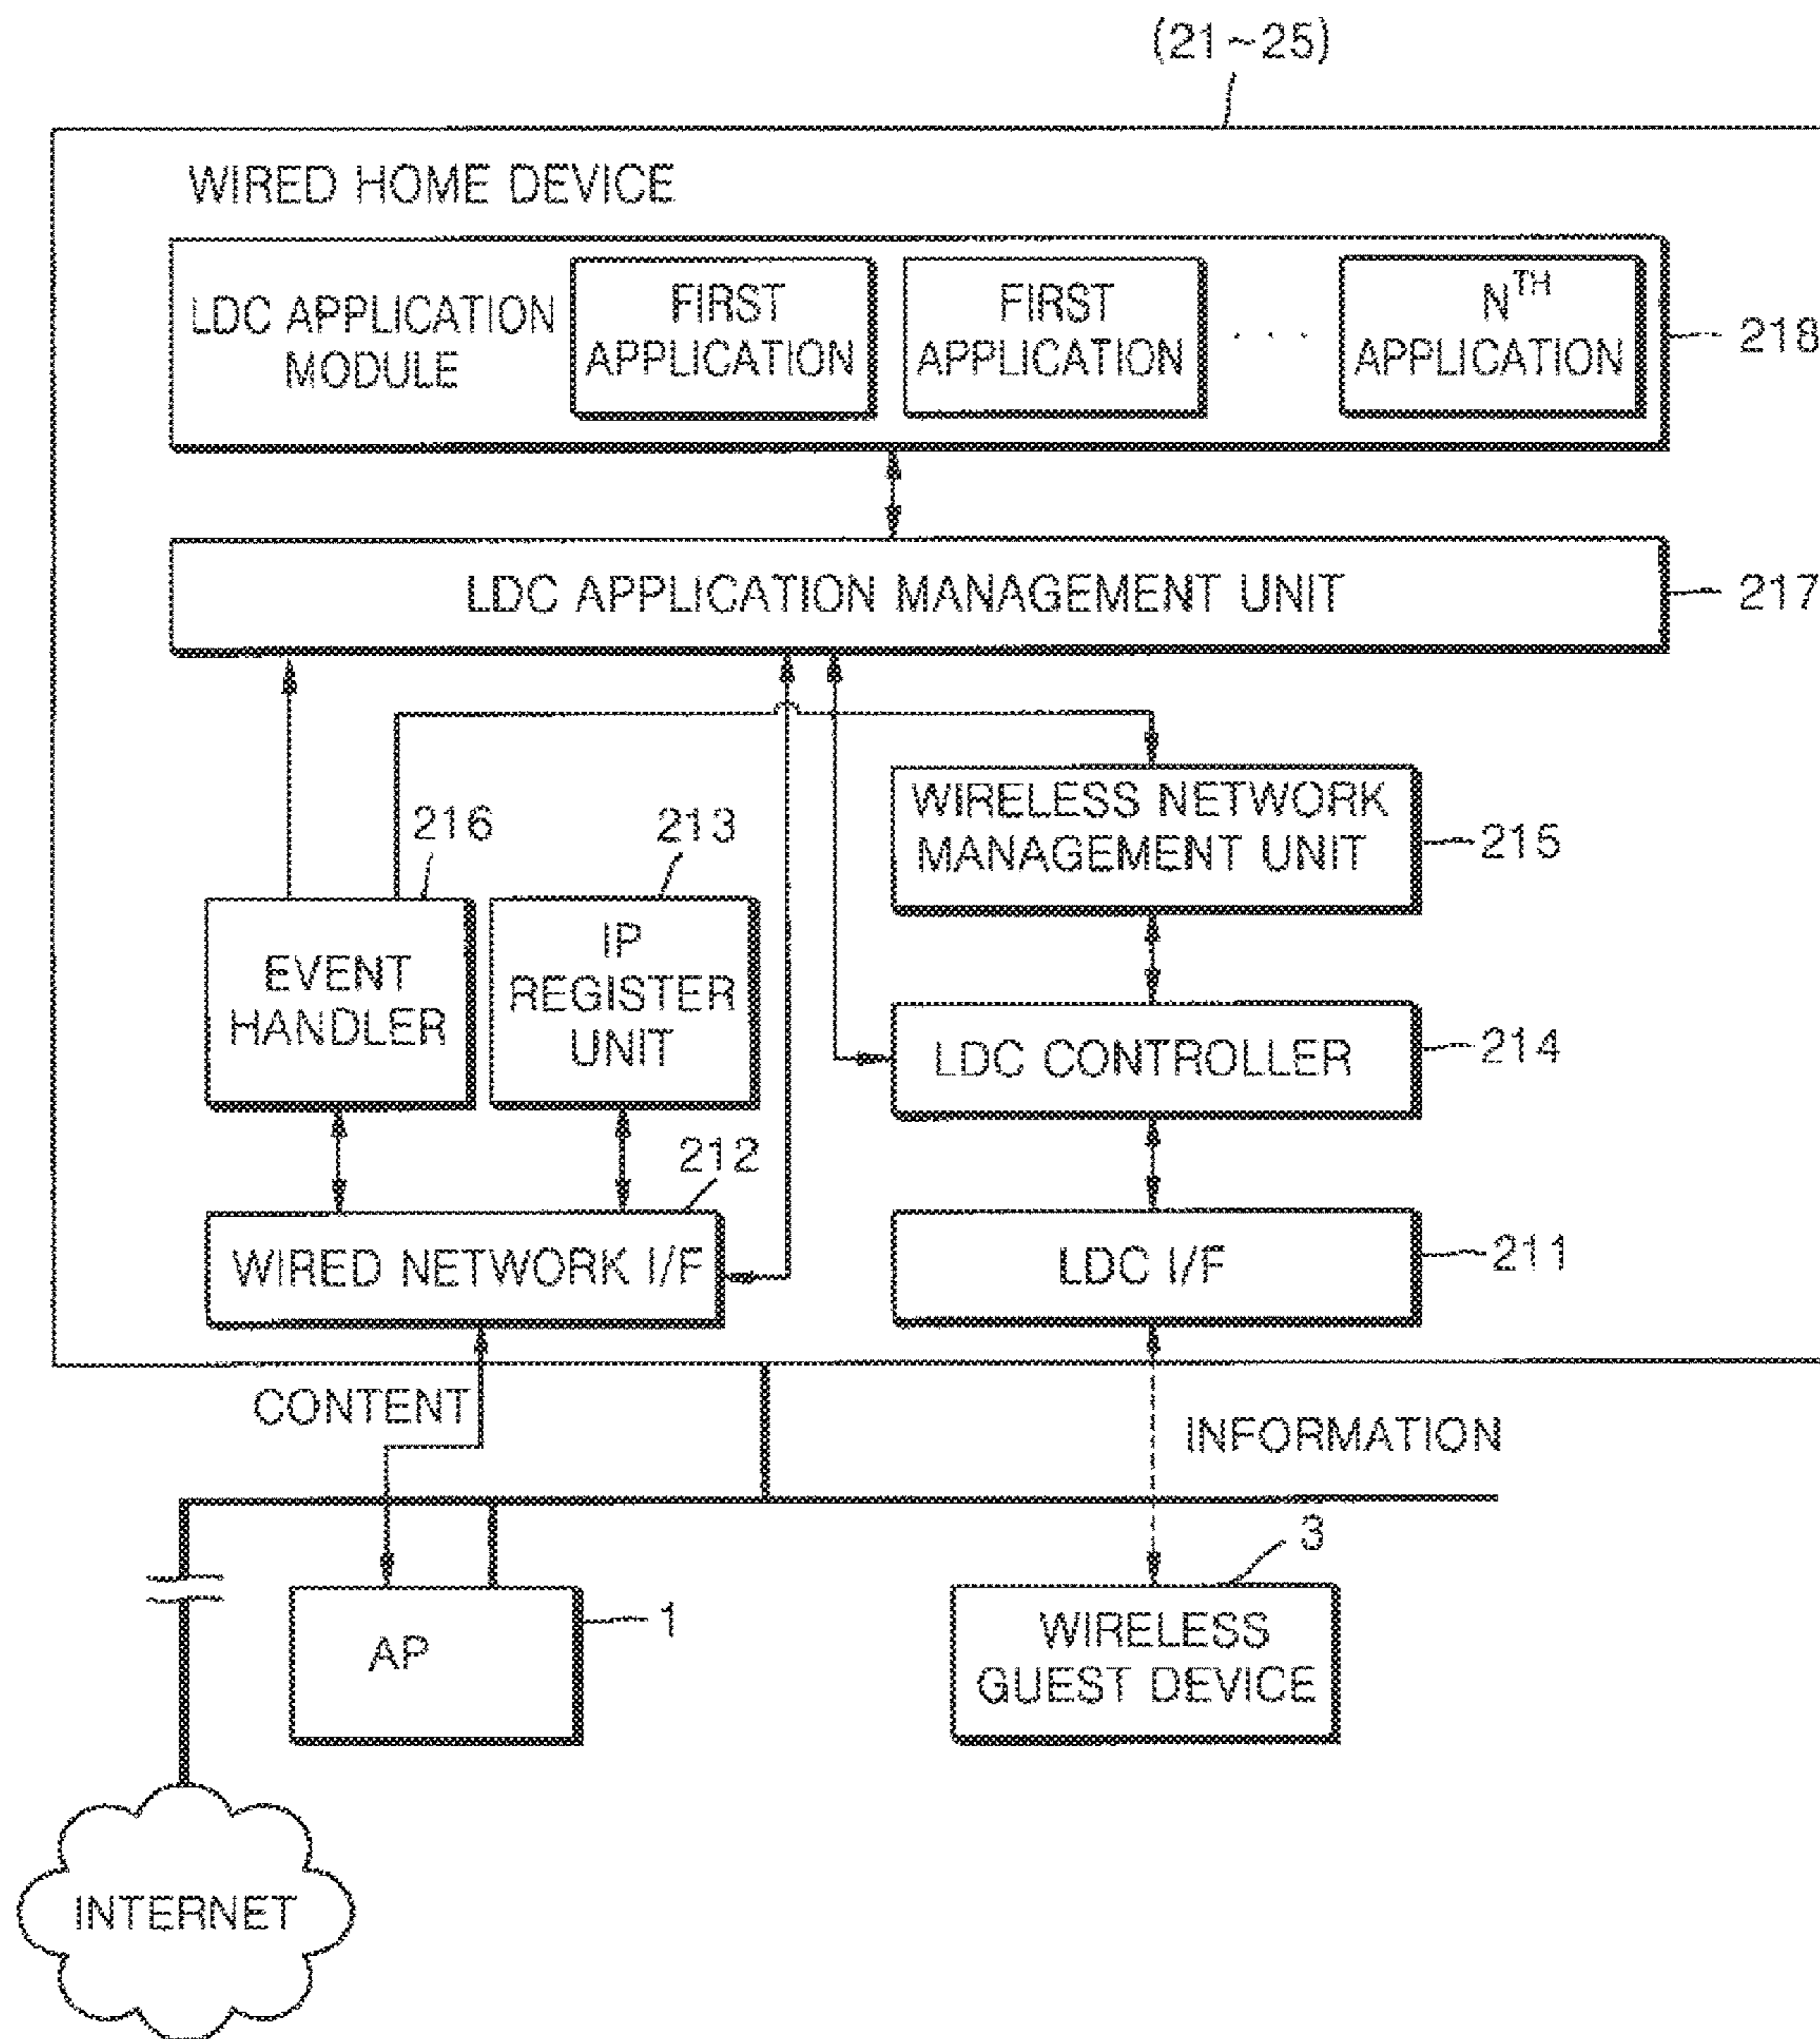 (21~25)
WIRED HOME DEVICE
LDC APPLICATION
MODULE
FIRST
APPLICATION
FIRST
APPLICATION
. . .
NTH
APPLICATION
218
LDC APPLICATION MANAGEMENT UNIT
217
WIRELESS NETWORK
MANAGEMENT UNIT
215
216
213
EVENT
HANDLER
IP
REGISTER
UNIT
LDC CONTROLLER
214
212
WIRED NETWORK I/F
LDC I/F
211
CONTENT
INFORMATION
AP
1
3
WIRELESS
GUEST DEVICE
INTERNET